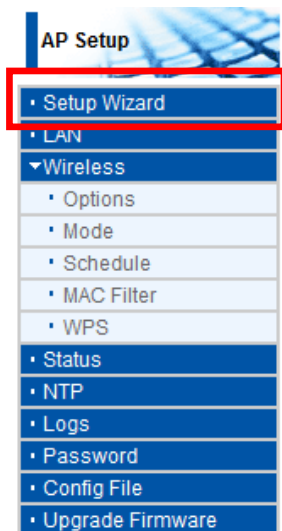 AP Setup
Setup Wizard
LAN
Wireless
Options
Mode
Schedule
MAC Filter
WPS
Status
NTP
Logs
Password
Config File
Upgrade Firmware